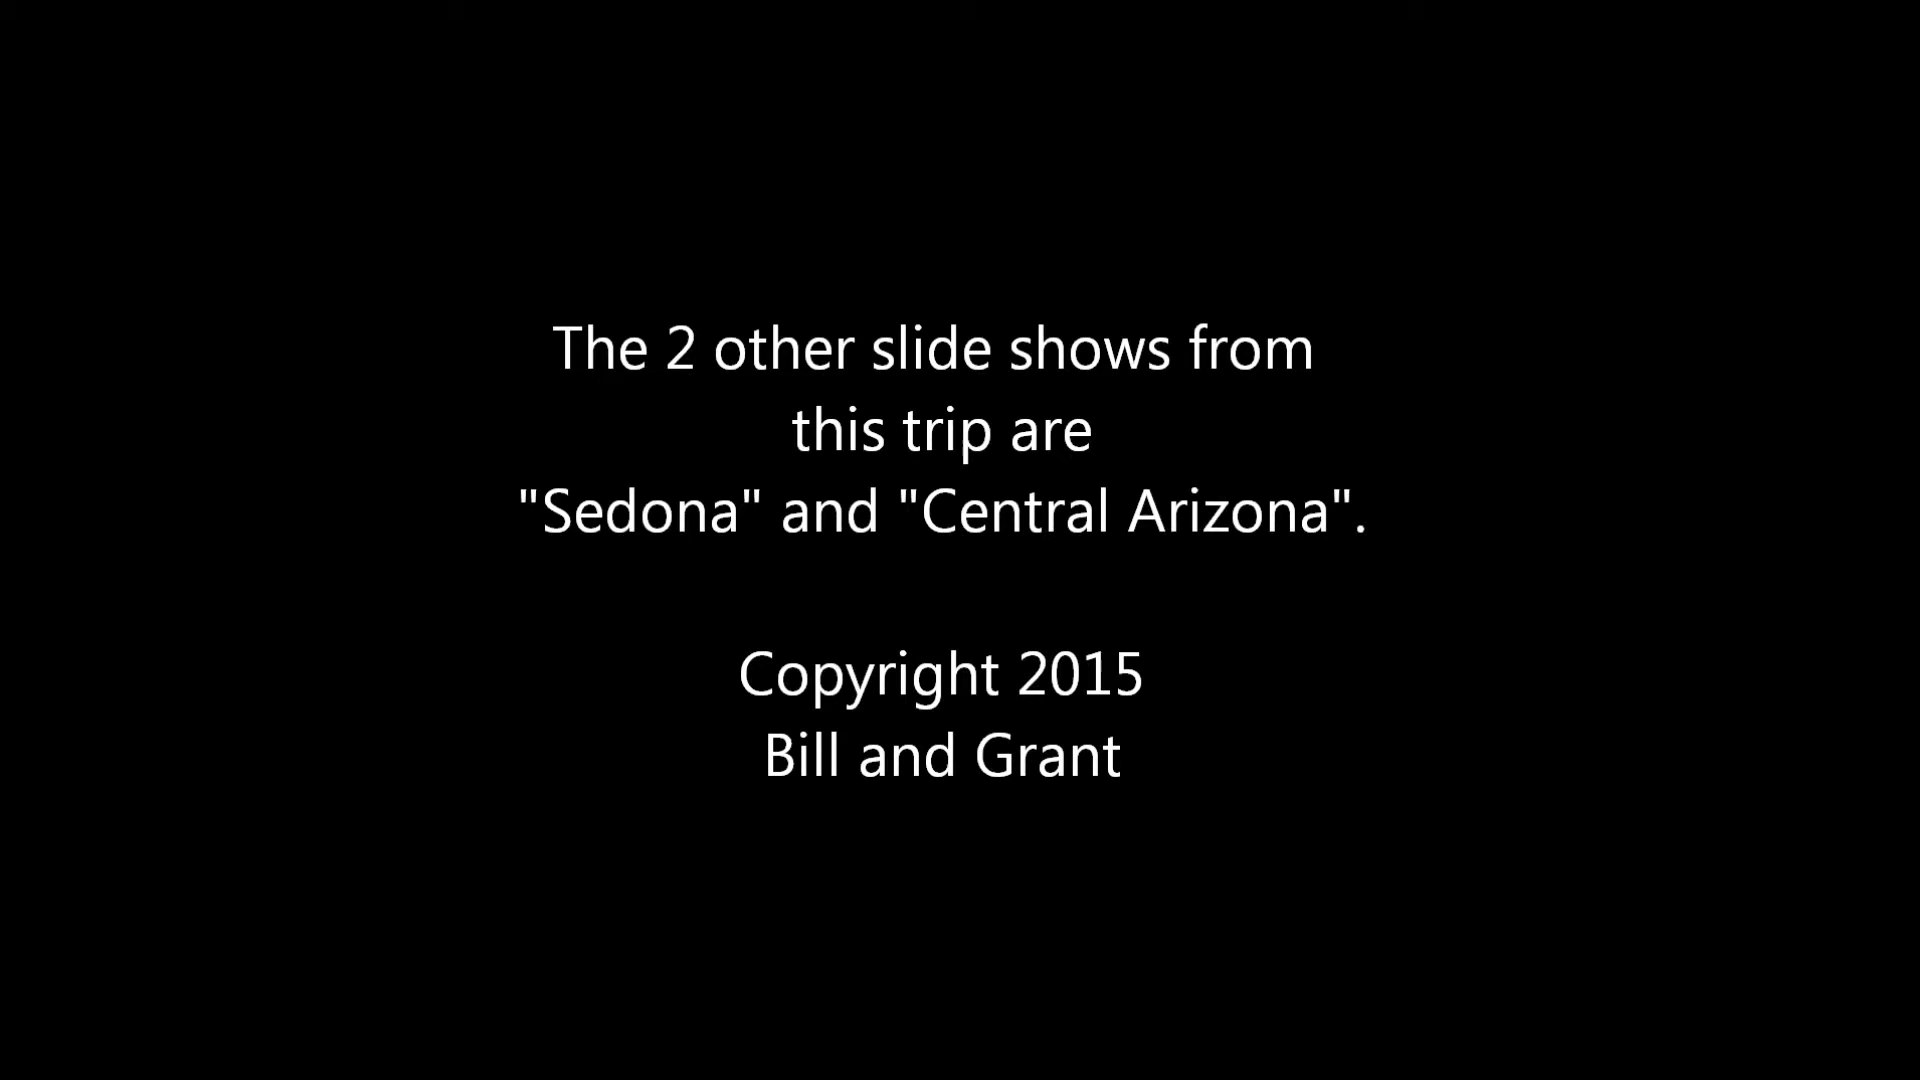 The 2 other slide shows from
this trip are
"Sedona" and "Central Arizona".
Copyright 2015
Bill and Grant